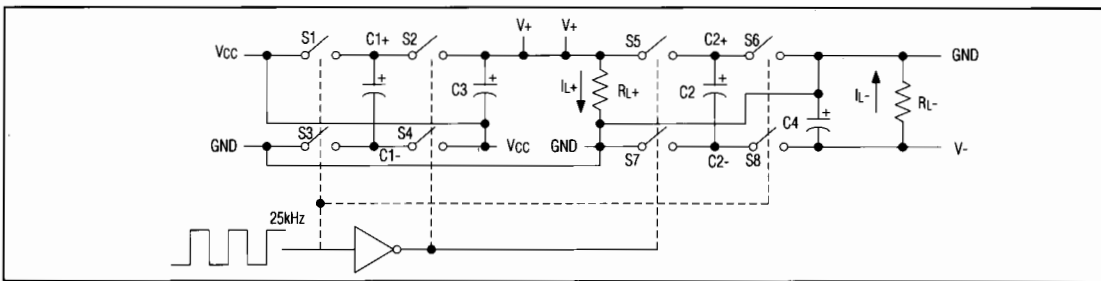 V+ V+
VCC S1 C1+ S2 S5 C2+ S6 GND
IL+ RL+ C3 C2 IL- RL- C4
S3 S4
GND C1- VCC GND S7 C2- S8 V-
25kHz